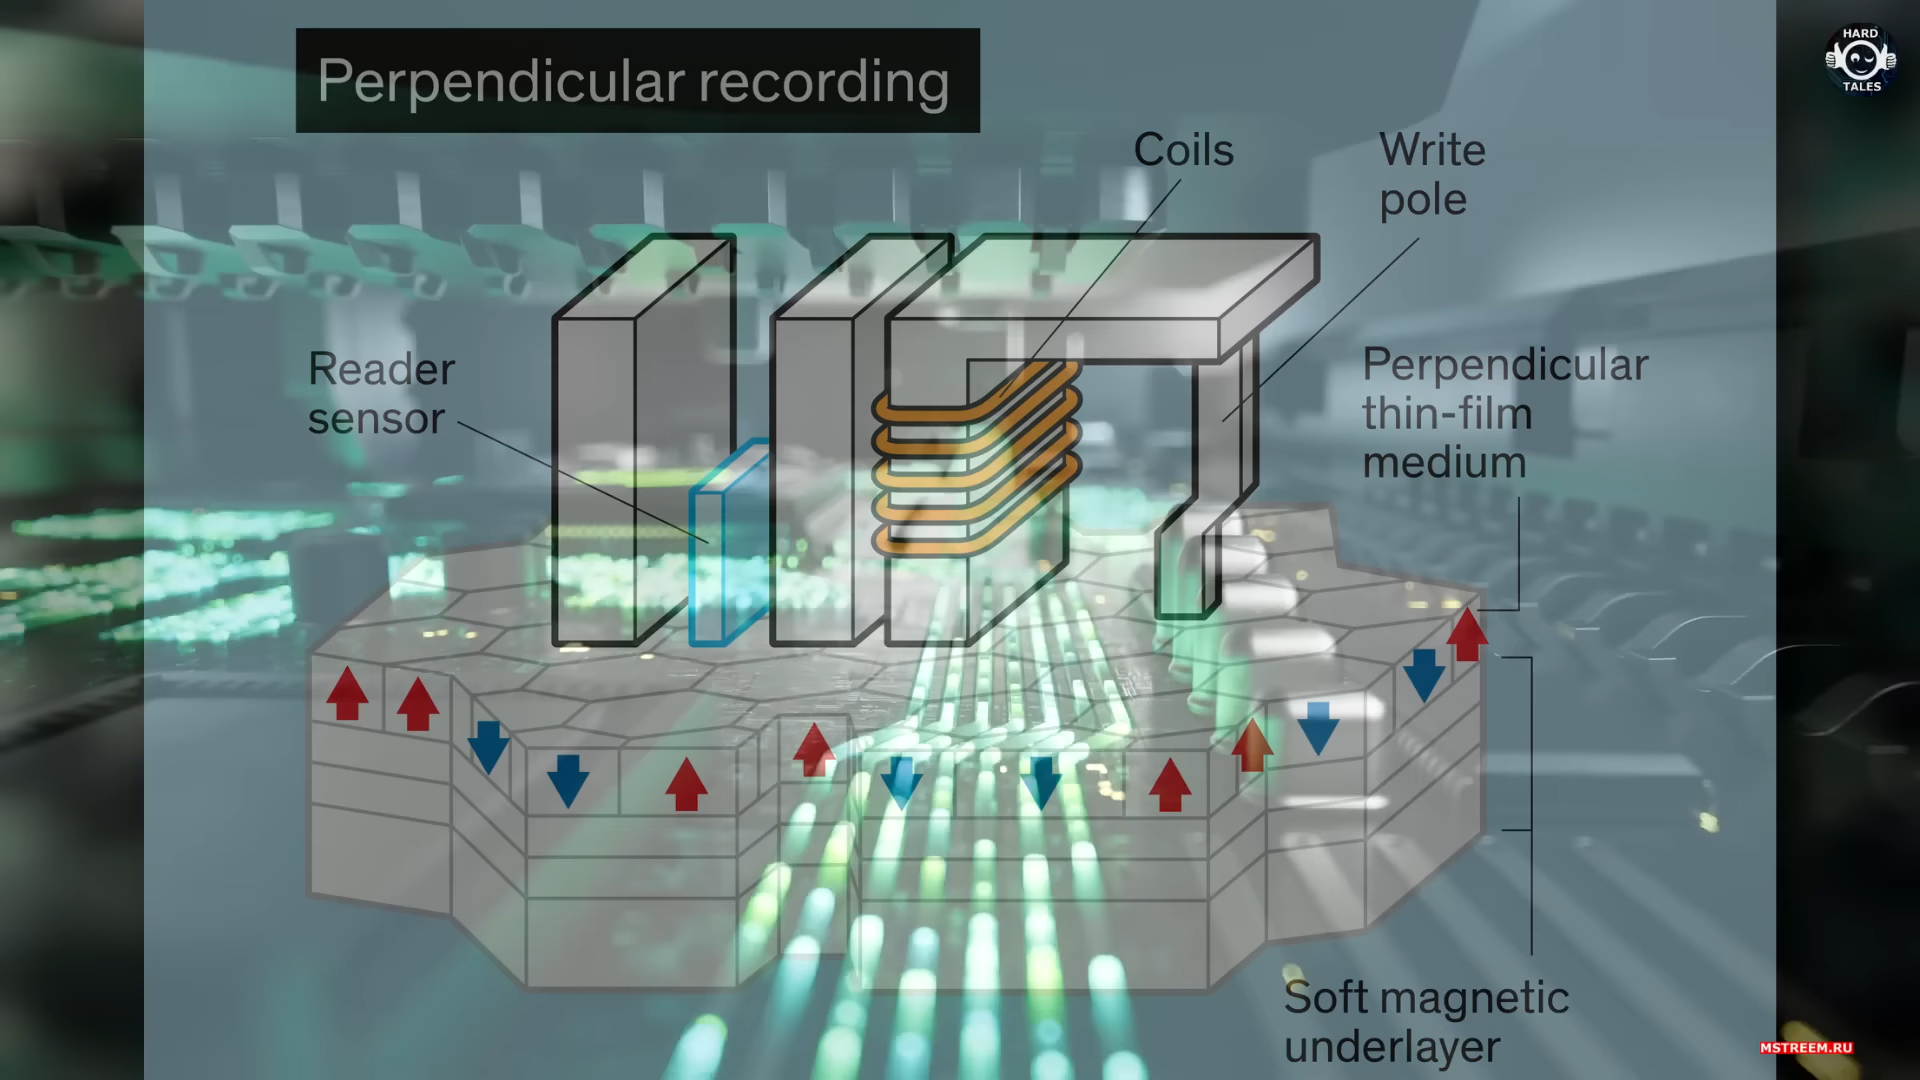 Perpendicular recording
HARD
TALES
Coils
Write
pole
Reader
sensor
Perpendicular
thin-film
medium
Soft magnetic
underlayer
MSTREEM.RU